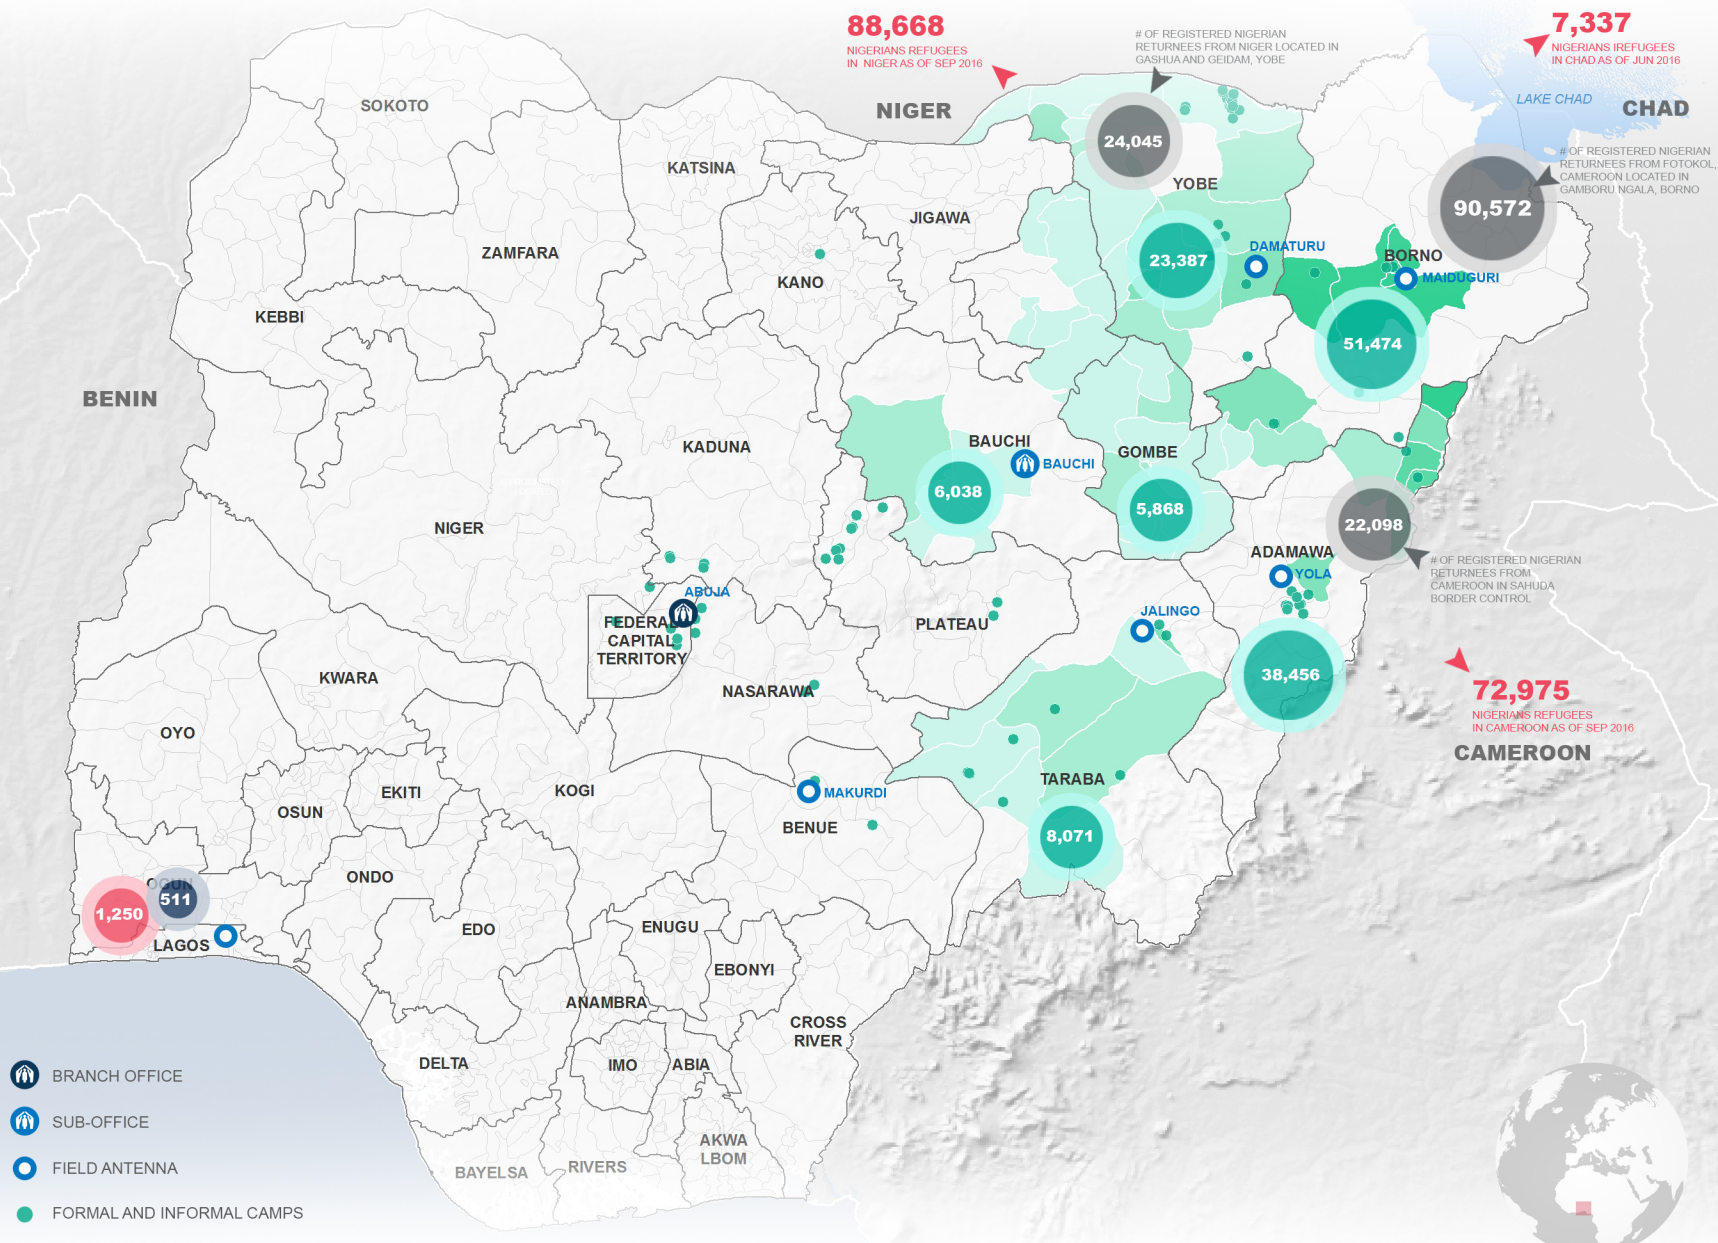 88,668
NIGERIANS REFUGEES
IN NIGER AS OF SEP 2016
# OF REGISTERED NIGERIAN
RETURNEES FROM NIGER LOCATED IN
GASHUA AND GEIDAM, YOBE
7,337
NIGERIANS IREFUGEES
IN CHAD AS OF JUN 2016
LAKE CHAD
CHAD
NIGER
SOKOTO
KATSINA
24,045
# OF REGISTERED NIGERIAN
RETURNEES FROM FOTOKOL,
CAMEROON LOCATED IN
GAMBORU NGALA, BORNO
90,572
YOBE
JIGAWA
ZAMFARA
KANO
23,387
DAMATURU
BORNO
MAIDUGURI
KEBBI
51,474
BENIN
KADUNA
BAUCHI
BAUCHI
GOMBE
6,038
5,868
NIGER
22,098
ADAMAWA
YOLA
# OF REGISTERED NIGERIAN
RETURNEES FROM
CAMEROON IN SAHUDA
BORDER CONTROL
ABUJA
FEDERAL
CAPITAL
TERRITORY
PLATEAU
JALINGO
KWARA
NASARAWA
38,456
72,975
NIGERIANS REFUGEES
IN CAMEROON AS OF SEP 2016
CAMEROON
OYO
OSUN
EKITI
KOGI
MAKURDI
BENUE
TARABA
8,071
OGUN
1,250
511
LAGOS
ONDO
EDO
ENUGU
EBONYI
ANAMBRA
CROSS
RIVER
DELTA
IMO
ABIA
AKWA
LBOM
BAYELSA
RIVERS
BRANCH OFFICE
SUB-OFFICE
FIELD ANTENNA
FORMAL AND INFORMAL CAMPS